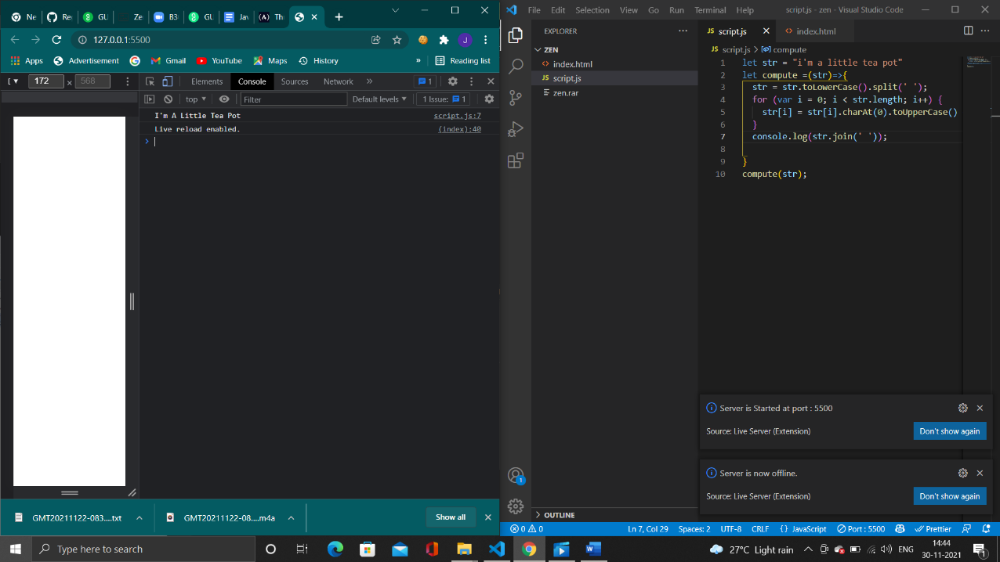 Ne
Re
GU
Ze
B3
GU
Jav
Th
127.0.0.1:5500
J
Apps
Advertisement
Gmail
YouTube
Maps
History
»
Reading list
172 × 568
Elements
Console
Sources
Network
»
1
top
Filter
Default levels
1 Issue: 1
I'm A Little Tea Pot script.js:7
Live reload enabled. (index):40
>
GMT20211122-083....txt
GMT20211122-08....m4a
Show all
File Edit Selection View Go Run Terminal Help
script.js - zen - Visual Studio Code
EXPLORER
ZEN
index.html
JS script.js
zen.rar
OUTLINE
JS script.js
index.html
JS script.js > compute
1 let str = "i'm a little tea pot"
2 let compute =(str)=>{
3 str = str.toLowerCase().split(' ');
4 for (var i = 0; i < str.length; i++) {
5 str[i] = str[i].charAt(0).toUpperCase()
6 }
7 console.log(str.join(' '));
8
9 }
10 compute(str);
Server is Started at port : 5500
Source: Live Server (Extension)
Don't show again
Server is now offline.
Source: Live Server (Extension)
Don't show again
1
0 0
Ln 7, Col 29
Spaces: 2
UTF-8
CRLF
{} JavaScript
Port : 5500
Prettier
Type here to search
27°C Light rain
ENG
14:44
30-11-2021
1